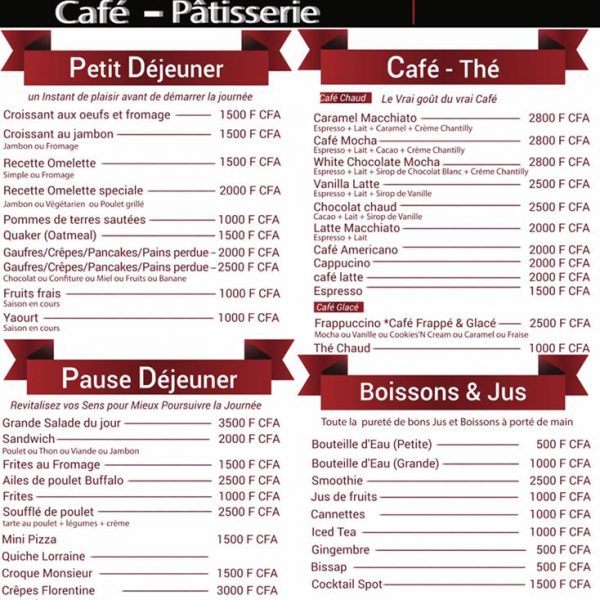 Café – Pâtisserie
Petit Déjeuner
un Instant de plaisir avant de démarrer la journée
Croissant aux oeufs et fromage 1500 F CFA
Croissant au jambon 1500 F CFA
Jambon ou Fromage
Recette Omelette 1500 F CFA
Simple ou Fromage
Recette Omelette speciale 2000 F CFA
Jambon ou Végétarien ou Poulet grillé
Pommes de terres sautées 1000 F CFA
Quaker (Oatmeal) 1500 F CFA
Gaufres/Crêpes/Pancakes/Pains perdue 2000 F CFA
Gaufres/Crêpes/Pancakes/Pains perdue 2500 F CFA
Chocolat ou Confiture ou Miel ou Fruits ou Banane
Fruits frais 1000 F CFA
Saison en cours
Yaourt 1000 F CFA
Saison en cours
Pause Déjeuner
Revitalisez vos Sens pour Mieux Poursuivre la Journée
Grande Salade du jour 3500 F CFA
Sandwich 2000 F CFA
Poulet ou Thon ou Viande ou Jambon
Frites au Fromage 1500 F CFA
Ailes de poulet Buffalo 2500 F CFA
Frites 1000 F CFA
Soufflé de poulet 2500 F CFA
tarte au poulet + légumes + crème
Mini Pizza 1500 F CFA
Quiche Lorraine
Croque Monsieur 1500 F CFA
Crêpes Florentine 3000 F CFA
Café - Thé
Café Chaud Le Vrai goût du vrai Café
Caramel Macchiato 2800 F CFA
Espresso + Lait + Caramel + Crème Chantilly
Café Mocha 2800 F CFA
Espresso + Lait + Cacao + Crème Chantilly
White Chocolate Mocha 2800 F CFA
Espresso + Lait + Sirop de Chocolat Blanc + Crème Chantilly
Vanilla Latte 2500 F CFA
Espresso + Lait + Sirop de Vanille
Chocolat chaud 2500 F CFA
Cacao + Lait + Sirop de Vanille
Latte Macchiato 2000 F CFA
Espresso + Lait
Café Americano 2000 F CFA
Cappucino 2000 F CFA
café latte 2000 F CFA
Espresso 1500 F CFA
Café Glacé
Frappuccino *Café Frappé & Glacé 2500 F CFA
Mocha ou Vanille ou Cookies'N Cream ou Caramel ou Fraise
Thé Chaud 1000 F CFA
Boissons & Jus
Toute la pureté de bons Jus et Boissons à porté de main
Bouteille d'Eau (Petite) 500 F CFA
Bouteille d'Eau (Grande) 1000 F CFA
Smoothie 2500 F CFA
Jus de fruits 1000 F CFA
Cannettes 1000 F CFA
Iced Tea 1000 F CFA
Gingembre 500 F CFA
Bissap 500 F CFA
Cocktail Spot 1500 F CFA